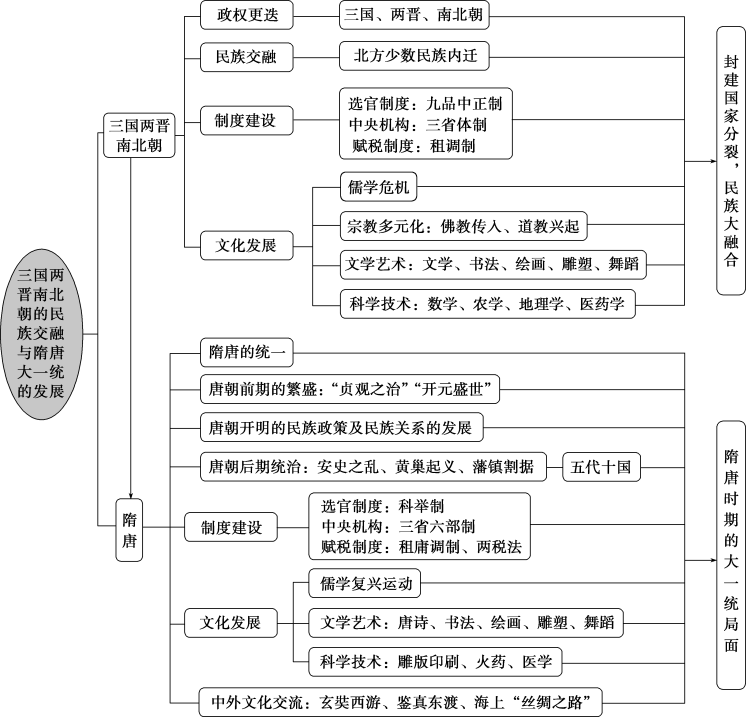 三国两
晋南北
朝的民
族交融
与隋唐
大一统
的发展
三国两晋
南北朝
政权更迭
三国、两晋、南北朝
民族交融
北方少数民族内迁
制度建设
选官制度：九品中正制
中央机构：三省体制
赋税制度：租调制
文化发展
儒学危机
宗教多元化：佛教传入、道教兴起
文学艺术：文学、书法、绘画、雕塑、舞蹈
科学技术：数学、农学、地理学、医药学
封建国家分裂，民族大融合
隋唐
隋唐的统一
唐朝前期的繁盛：“贞观之治”“开元盛世”
唐朝开明的民族政策及民族关系的发展
唐朝后期统治：安史之乱、黄巢起义、藩镇割据
五代十国
制度建设
选官制度：科举制
中央机构：三省六部制
赋税制度：租庸调制、两税法
文化发展
儒学复兴运动
文学艺术：唐诗、书法、绘画、雕塑、舞蹈
科学技术：雕版印刷、火药、医学
中外文化交流：玄奘西游、鉴真东渡、海上“丝绸之路”
隋唐时期的大一统局面